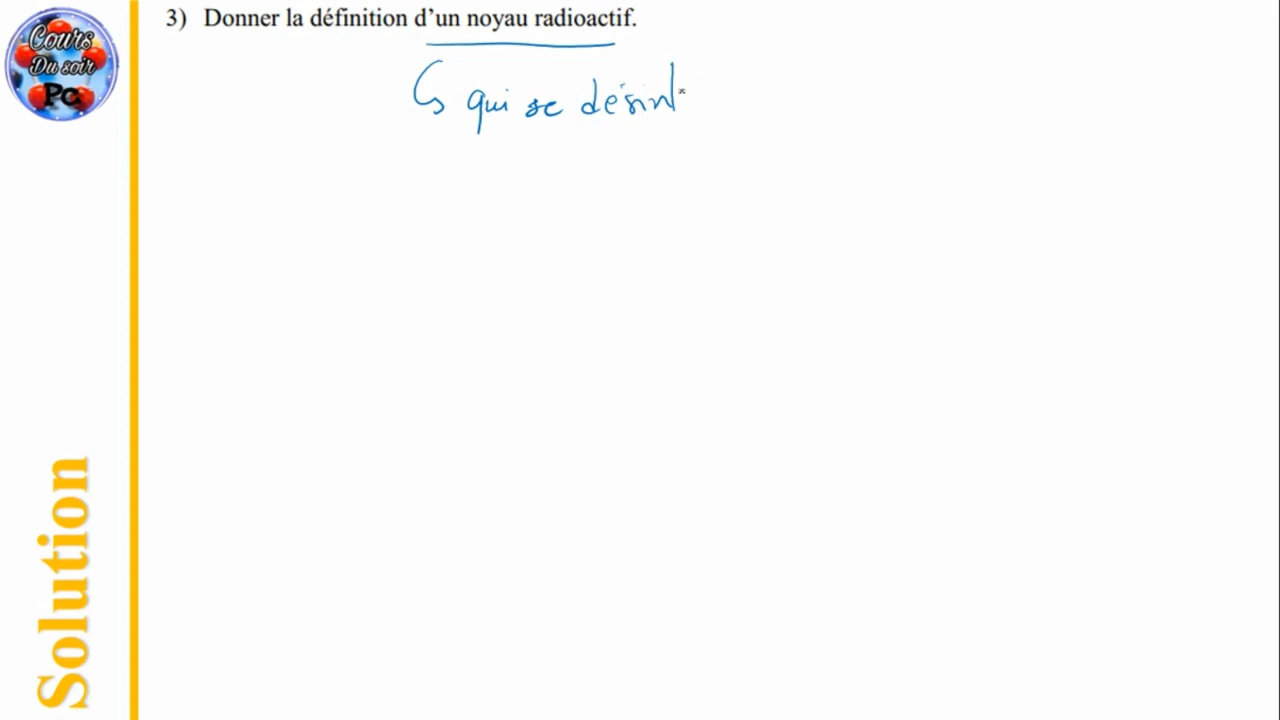 Cours
Du soir
PC
3) Donner la définition d’un noyau radioactif.
↳ qui se désint
Solution